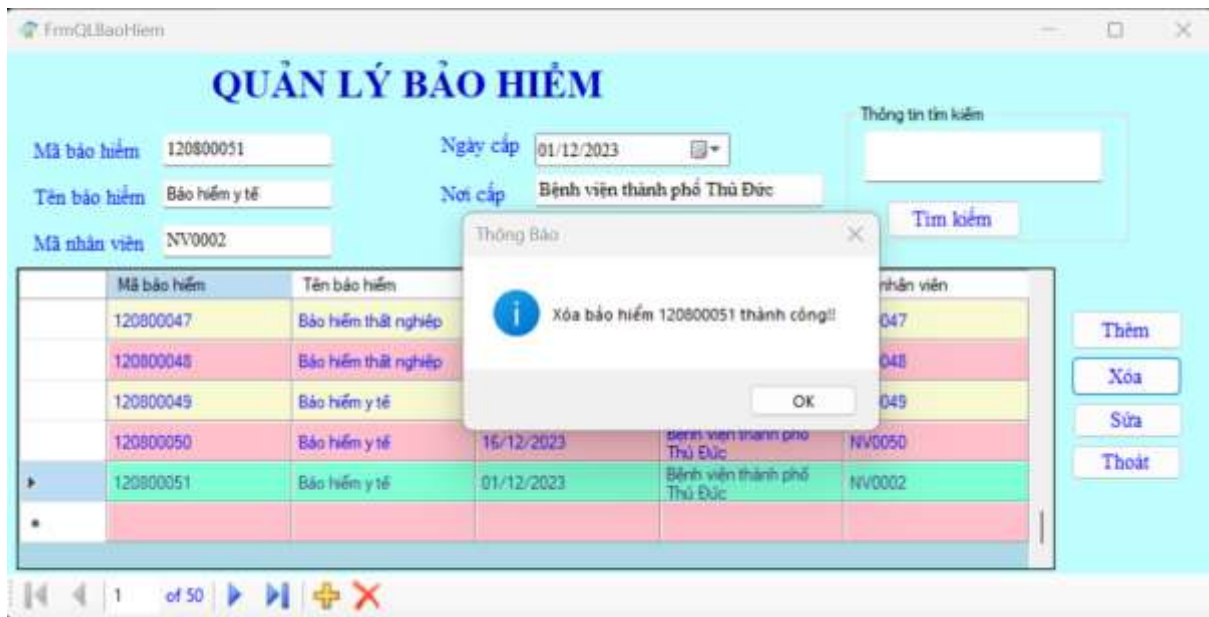 FrmQLBaoHiem
QUẢN LÝ BẢO HIỂM
Thông tin tìm kiếm
Mã bảo hiểm 120800051 Ngày cấp 01/12/2023
Tên bảo hiểm Bảo hiểm y tế Nơi cấp Bệnh viện thành phố Thủ Đức
Tìm kiếm
Mã nhân viên NV0002
Thông Báo
Xóa bảo hiểm 120800051 thành công!!
OK
Mã bảo hiểm Tên bảo hiểm nhân viên
120800047 Bảo hiểm thất nghiệp 047
120800048 Bảo hiểm thất nghiệp 048
120800049 Bảo hiểm y tế 049
120800050 Bảo hiểm y tế 16/12/2023 Bệnh viện thành phố Thủ Đức NV0050
120800051 Bảo hiểm y tế 01/12/2023 Bệnh viện thành phố Thủ Đức NV0002
Thêm
Xóa
Sửa
Thoát
1 of 50